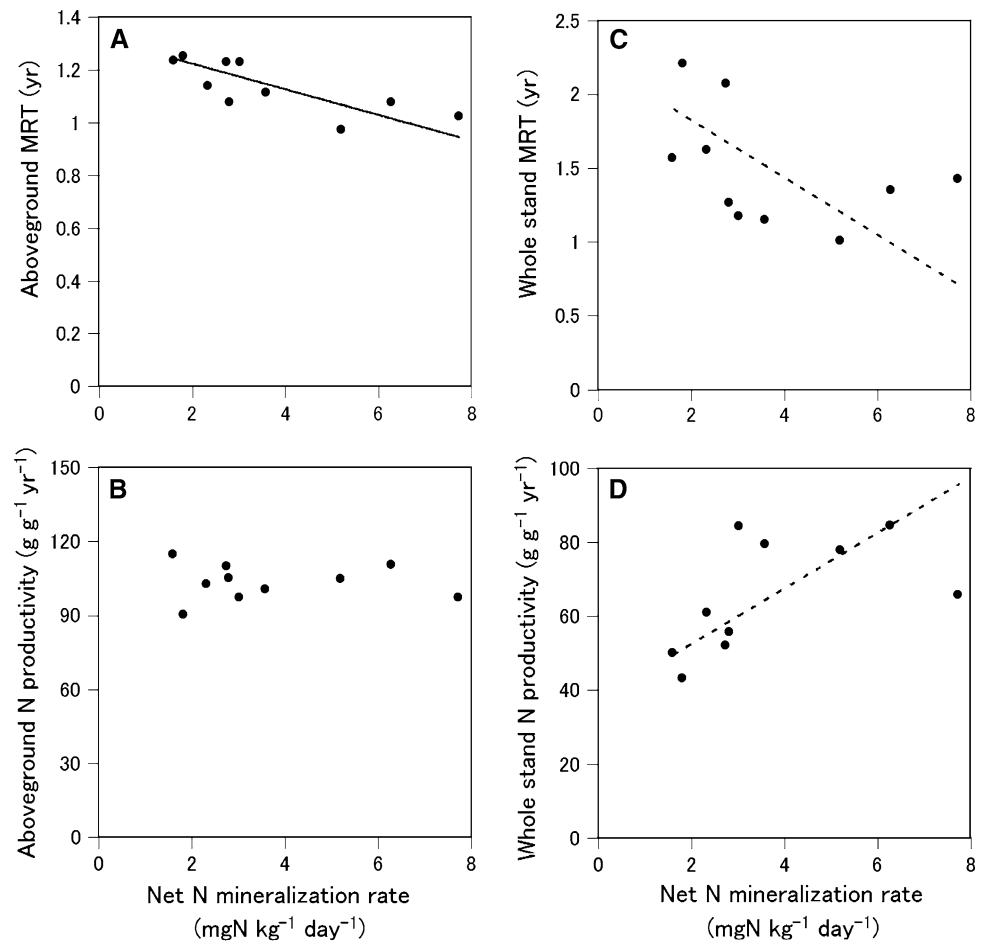 A
Aboveground MRT (yr)
1.4
1.2
1
0.8
0.6
0.4
0.2
0
0 2 4 6 8
C
Whole stand MRT (yr)
2.5
2
1.5
1
0.5
0
0 2 4 6 8
B
Aboveground N productivity (g g⁻¹ yr⁻¹)
150
120
90
60
30
0
0 2 4 6 8
Net N mineralization rate
(mgN kg⁻¹ day⁻¹)
D
Whole stand N productivity (g g⁻¹ yr⁻¹)
100
80
60
40
20
0
0 2 4 6 8
Net N mineralization rate
(mgN kg⁻¹ day⁻¹)